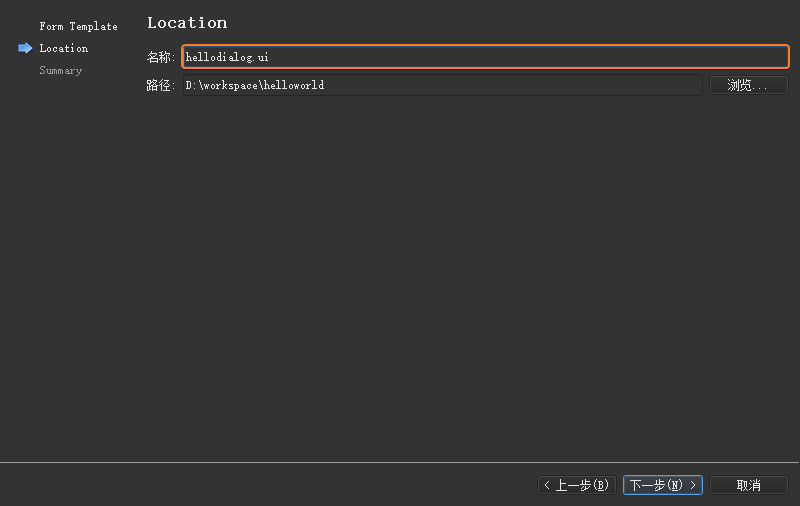 Form Template
Location
Summary
Location
名称:
hellodialog.ui
路径:
D:\workspace\helloworld
浏览...
< 上一步(B)
下一步(N) >
取消